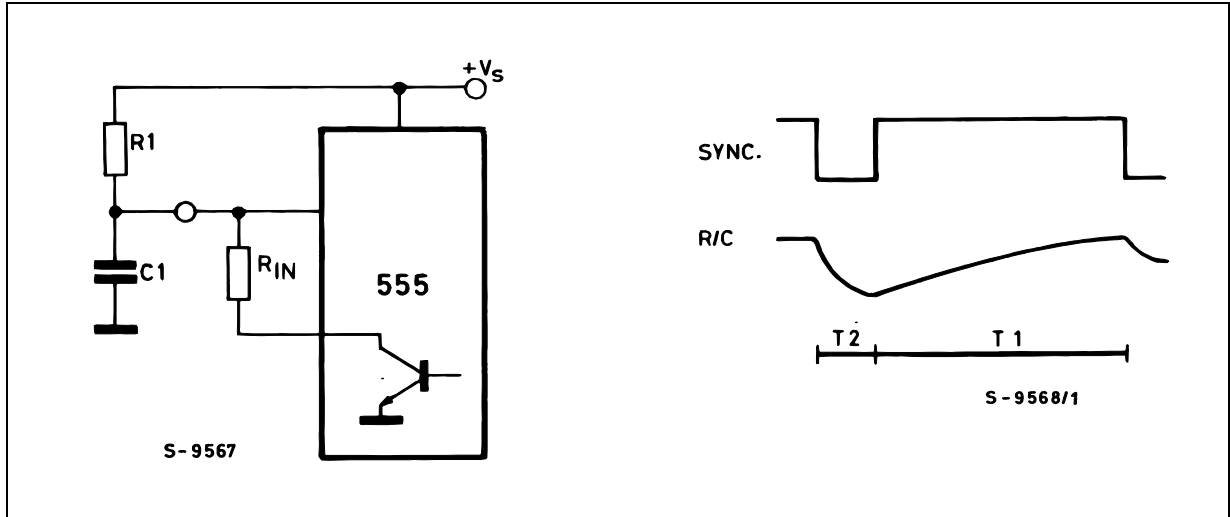 +VS
R1
C1
RIN
555
S-9567
SYNC.
R/C
T2
T1
S-9568/1